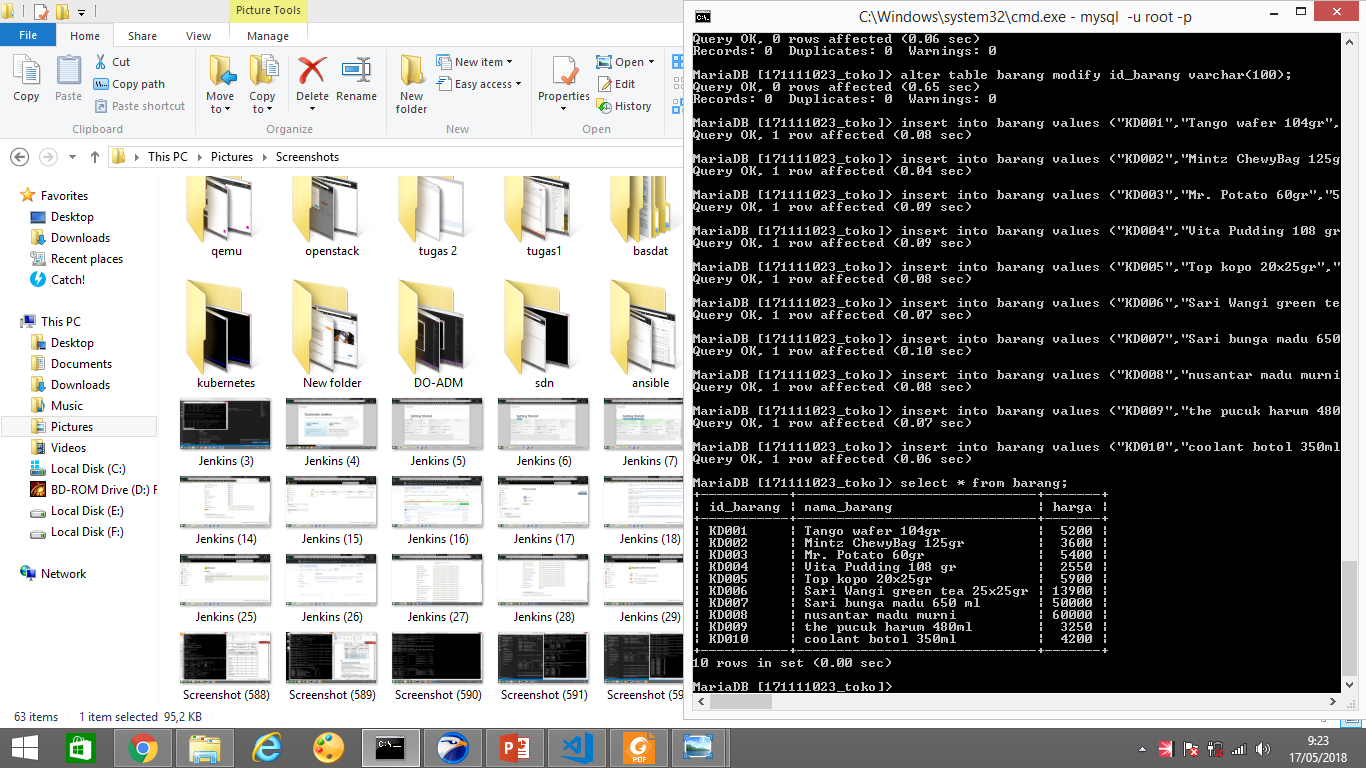 Picture Tools
File
Home
Share
View
Manage
Copy
Paste
Cut
Copy path
Paste shortcut
Clipboard
Move to
Copy to
Delete
Rename
Organize
New folder
New item
Easy access
New
Properties
Open
Edit
History
Open
This PC
Pictures
Screenshots
Favorites
Desktop
Downloads
Recent places
Catch!
This PC
Desktop
Documents
Downloads
Music
Pictures
Videos
Local Disk (C:)
BD-ROM Drive (D:)
Local Disk (E:)
Local Disk (F:)
Network
qemu
openstack
tugas 2
tugas1
basdat
kubernetes
New folder
DO-ADM
sdn
ansible
Jenkins (3)
Jenkins (4)
Jenkins (5)
Jenkins (6)
Jenkins (7)
Jenkins (14)
Jenkins (15)
Jenkins (16)
Jenkins (17)
Jenkins (18)
Jenkins (25)
Jenkins (26)
Jenkins (27)
Jenkins (28)
Jenkins (29)
Screenshot (588)
Screenshot (589)
Screenshot (590)
Screenshot (591)
Screenshot (59
63 items
1 item selected 95,2 KB
C:\Windows\system32\cmd.exe - mysql -u root -p
Query OK, 0 rows affected (0.06 sec)
Records: 0 Duplicates: 0 Warnings: 0
MariaDB [171111023_toko]> alter table barang modify id_barang varchar(100);
Query OK, 0 rows affected (0.65 sec)
Records: 0 Duplicates: 0 Warnings: 0
MariaDB [171111023_toko]> insert into barang values ("KD001","Tango wafer 104gr",
Query OK, 1 row affected (0.08 sec)
MariaDB [171111023_toko]> insert into barang values ("KD002","Mintz ChewyBag 125g
Query OK, 1 row affected (0.04 sec)
MariaDB [171111023_toko]> insert into barang values ("KD003","Mr. Potato 60gr","5
Query OK, 1 row affected (0.09 sec)
MariaDB [171111023_toko]> insert into barang values ("KD004","Vita Pudding 108 gr
Query OK, 1 row affected (0.09 sec)
MariaDB [171111023_toko]> insert into barang values ("KD005","Top kopo 20x25gr","
Query OK, 1 row affected (0.08 sec)
MariaDB [171111023_toko]> insert into barang values ("KD006","Sari Wangi green te
Query OK, 1 row affected (0.07 sec)
MariaDB [171111023_toko]> insert into barang values ("KD007","Sari bunga madu 650
Query OK, 1 row affected (0.10 sec)
MariaDB [171111023_toko]> insert into barang values ("KD008","nusantar madu murni
Query OK, 1 row affected (0.08 sec)
MariaDB [171111023_toko]> insert into barang values ("KD009","the pucuk harum 480
Query OK, 1 row affected (0.07 sec)
MariaDB [171111023_toko]> insert into barang values ("KD010","coolant botol 350ml
Query OK, 1 row affected (0.06 sec)
MariaDB [171111023_toko]> select * from barang;
| id_barang | nama_barang | harga |
| KD001 | Tango wafer 104gr | 5200 |
| KD002 | Mintz ChewyBag 125gr | 3600 |
| KD003 | Mr. Potato 60gr | 5400 |
| KD004 | Vita Pudding 108 gr | 2550 |
| KD005 | Top kopo 20x25gr | 5900 |
| KD006 | Sari Wangi green tea 25x25gr | 13900 |
| KD007 | Sari bunga madu 650 ml | 50000 |
| KD008 | nusantar madu murni | 60000 |
| KD009 | the pucuk harum 480ml | 3250 |
| KD010 | coolant botol 350ml | 4200 |
10 rows in set (0.00 sec)
MariaDB [171111023_toko]>
9:23
17/05/2018